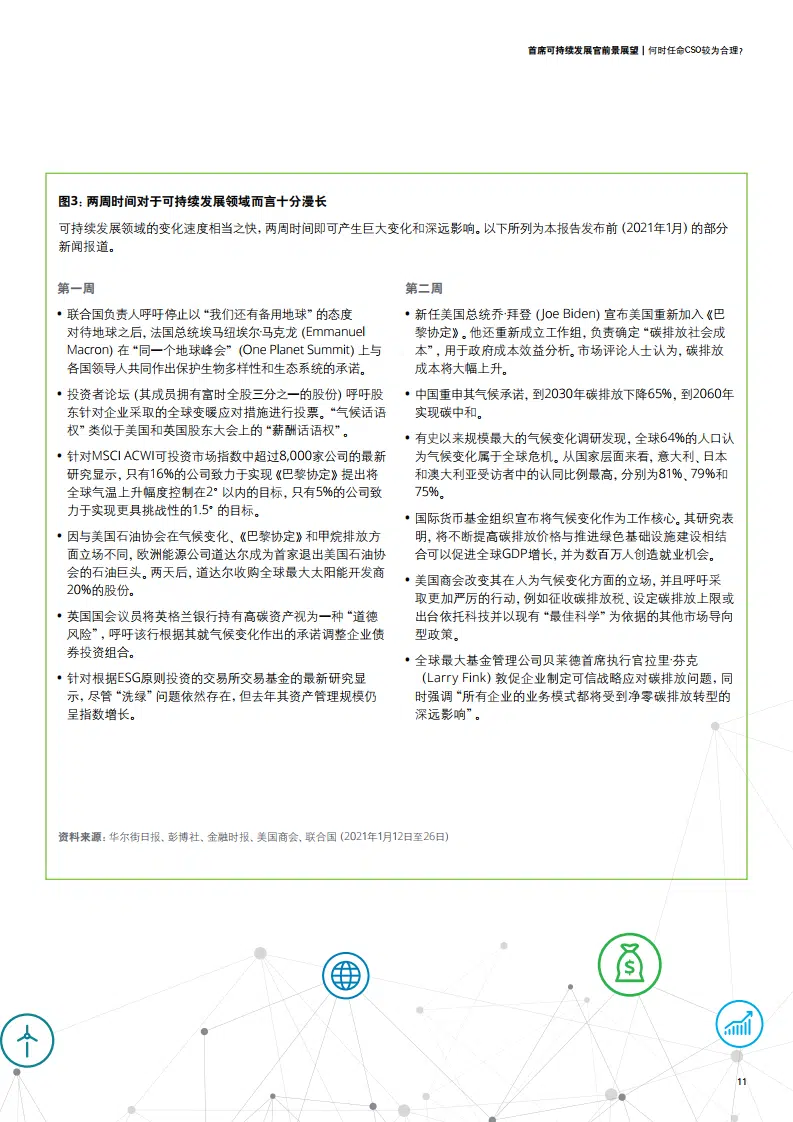 首席可持续发展官前景展望 | 何时任命CSO较为合理?
图3: 两周时间对于可持续发展领域而言十分漫长
可持续发展领域的变化速度相当之快, 两周时间即可产生巨大变化和深远影响。以下所列为本报告发布前 (2021年1月) 的部分
新闻报道。
第一周
• 联合国负责人呼吁停止以 “我们还有备用地球” 的态度
对待地球之后, 法国总统埃马纽埃尔·马克龙 (Emmanuel
Macron) 在 “同一个地球峰会” (One Planet Summit) 上与
各国领导人共同作出保护生物多样性和生态系统的承诺。
• 投资者论坛 (其成员拥有富时全股三分之一的股份) 呼吁股
东针对企业采取的全球变暖应对措施进行投票。“气候话语
权” 类似于美国和英国股东大会上的 “薪酬话语权” 。
• 针对MSCI ACWI可投资市场指数中超过8,000家公司的最新
研究显示, 只有16%的公司致力于实现《巴黎协定》提出将
全球气温上升幅度控制在2° 以内的目标, 只有5%的公司致
力于实现更具挑战性的1.5° 的目标。
• 因与美国石油协会在气候变化、《巴黎协定》和甲烷排放方
面立场不同, 欧洲能源公司道达尔成为首家退出美国石油协
会的石油巨头。两天后, 道达尔收购全球最大太阳能开发商
20%的股份。
• 英国国会议员将英格兰银行持有高碳资产视为一种 “道德
风险” , 呼吁该行根据其就气候变化作出的承诺调整企业债
券投资组合。
• 针对根据ESG原则投资的交易所交易基金的最新研究显
示, 尽管 “洗绿” 问题依然存在, 但去年其资产管理规模仍
呈指数增长。
第二周
• 新任美国总统乔·拜登 (Joe Biden) 宣布美国重新加入《巴
黎协定》。他还重新成立工作组, 负责确定 “碳排放社会成
本” , 用于政府成本效益分析。市场评论人士认为, 碳排放
成本将大幅上升。
• 中国重申其气候承诺, 到2030年碳排放下降65%, 到2060年
实现碳中和。
• 有史以来规模最大的气候变化调研发现, 全球64%的人口认
为气候变化属于全球危机。从国家层面来看, 意大利、日本
和澳大利亚受访者中的认同比例最高, 分别为81%、79%和
75%。
• 国际货币基金组织宣布将气候变化作为工作核心。其研究表
明, 将不断提高碳排放价格与推进绿色基础设施建设相结
合可以促进全球GDP增长, 并为数百万人创造就业机会。
• 美国商会改变其在人为气候变化方面的立场, 并且呼吁采
取更加严厉的行动, 例如征收碳排放税、设定碳排放上限或
出台依托科技并以现有 “最佳科学” 为依据的其他市场导向
型政策。
• 全球最大基金管理公司贝莱德首席执行官拉里·芬克
(Larry Fink) 敦促企业制定可信战略应对碳排放问题, 同
时强调 “所有企业的业务模式都将受到净零碳排放转型的
深远影响” 。
资料来源: 华尔街日报、彭博社、金融时报、美国商会、联合国 (2021年1月12日至26日)
$
11